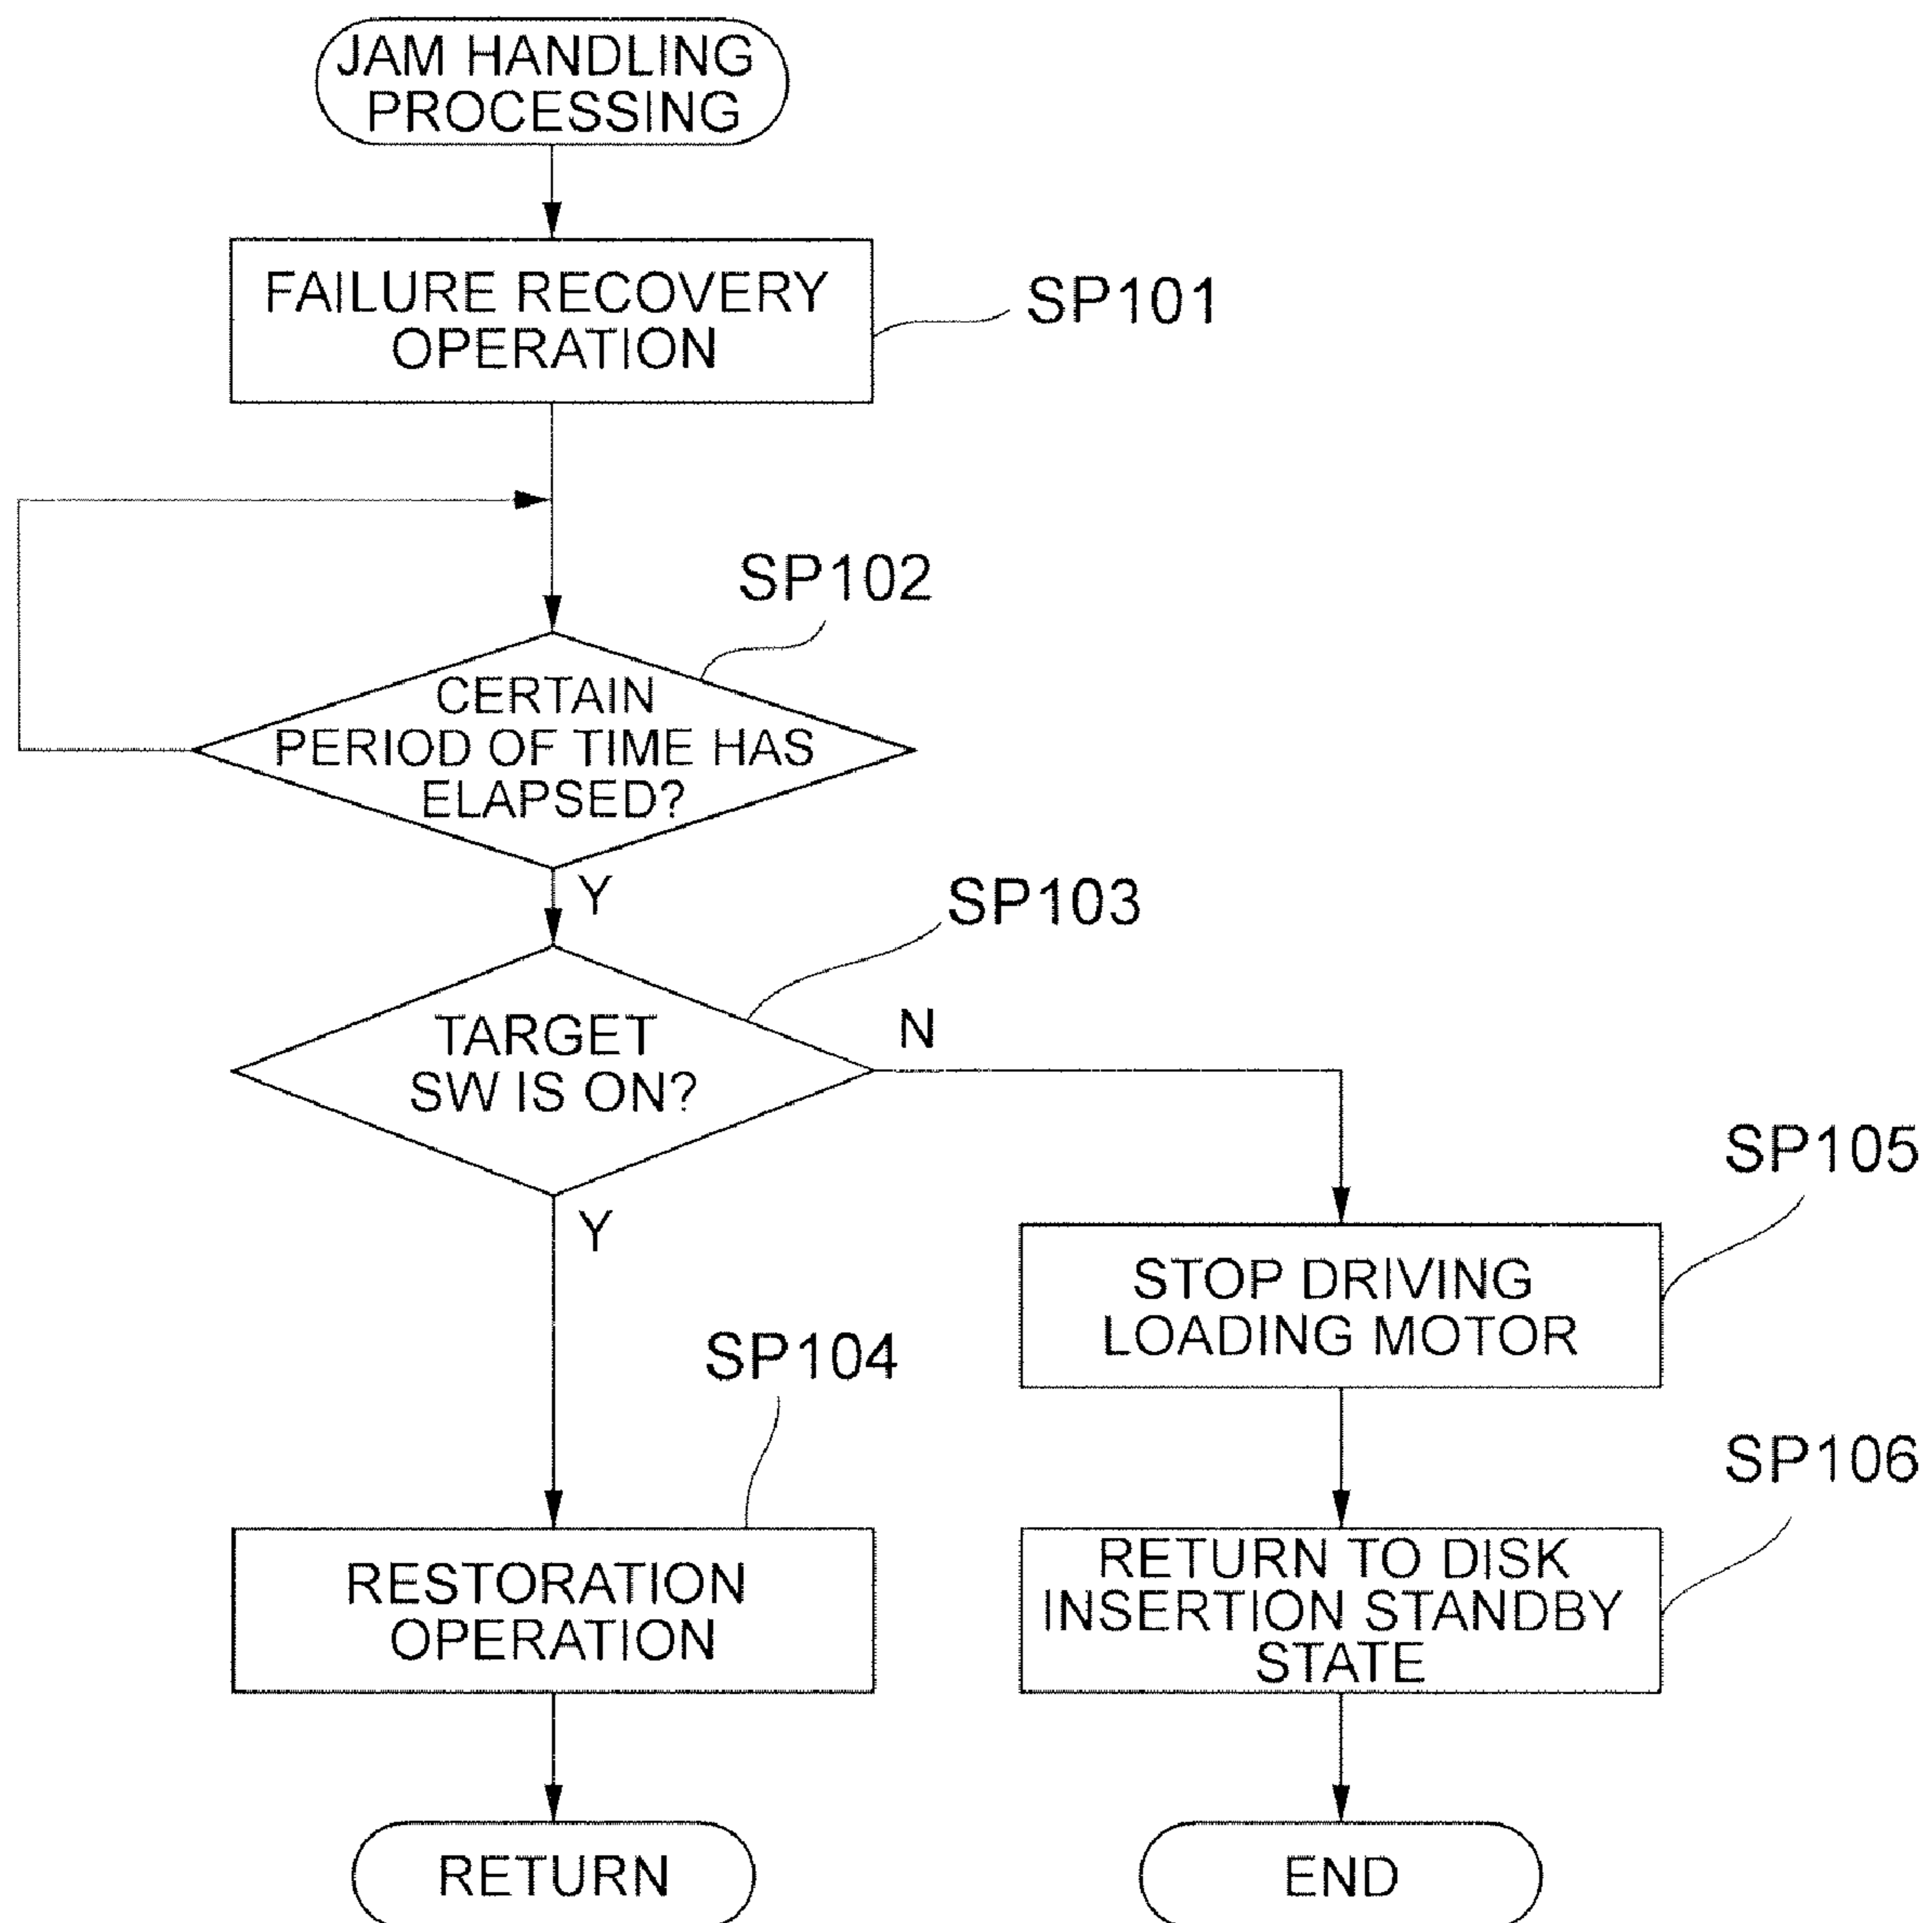 JAM HANDLING
PROCESSING
FAILURE RECOVERY
OPERATION
SP101
SP102
CERTAIN
PERIOD OF TIME HAS
ELAPSED?
Y
SP103
TARGET
SW IS ON?
N
Y
SP105
STOP DRIVING
LOADING MOTOR
SP104
RESTORATION
OPERATION
SP106
RETURN TO DISK
INSERTION STANDBY
STATE
RETURN
END